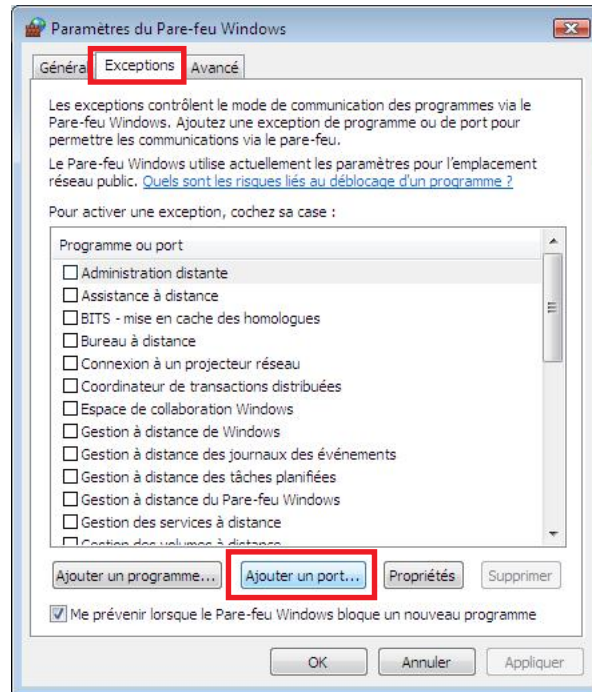 Paramètres du Pare-feu Windows
Général Exceptions Avancé
Les exceptions contrôlent le mode de communication des programmes via le
Pare-feu Windows. Ajoutez une exception de programme ou de port pour
permettre les communications via le pare-feu.
Le Pare-feu Windows utilise actuellement les paramètres pour l'emplacement
réseau public. Quels sont les risques liés au déblocage d'un programme ?
Pour activer une exception, cochez sa case :
Programme ou port
Administration distante
Assistance à distance
BITS - mise en cache des homologues
Bureau à distance
Connexion à un projecteur réseau
Coordinateur de transactions distribuées
Espace de collaboration Windows
Gestion à distance de Windows
Gestion à distance des journaux des événements
Gestion à distance des tâches planifiées
Gestion à distance du Pare-feu Windows
Gestion des services à distance
Gestion des volumes à distance
Ajouter un programme... Ajouter un port... Propriétés Supprimer
Me prévenir lorsque le Pare-feu Windows bloque un nouveau programme
OK Annuler Appliquer